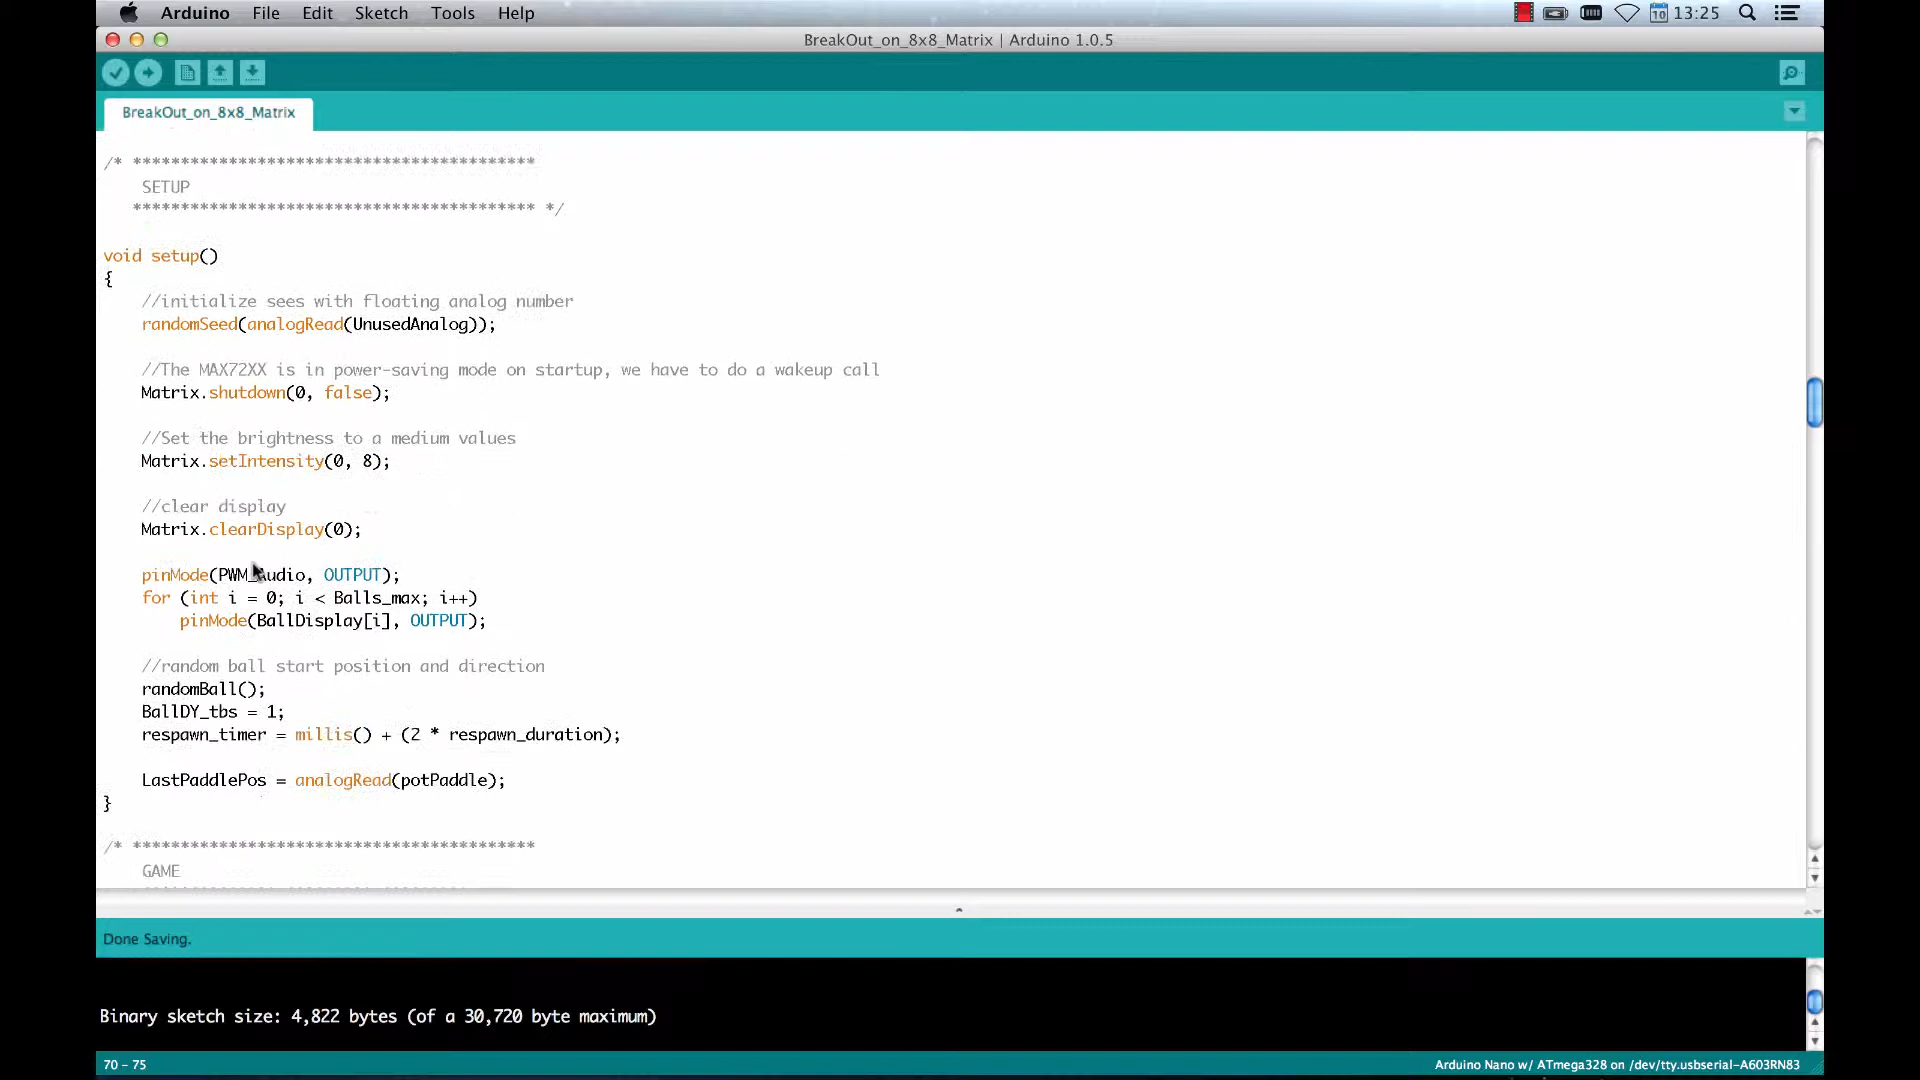 Arduino File Edit Sketch Tools Help 10 13:25
BreakOut_on_8x8_Matrix | Arduino 1.0.5
BreakOut_on_8x8_Matrix
/* ******************************************
SETUP
****************************************** */
void setup()
{
//initialize sees with floating analog number
randomSeed(analogRead(UnusedAnalog));
//The MAX72XX is in power-saving mode on startup, we have to do a wakeup call
Matrix.shutdown(0, false);
//Set the brightness to a medium values
Matrix.setIntensity(0, 8);
//clear display
Matrix.clearDisplay(0);
pinMode(PWM_Audio, OUTPUT);
for (int i = 0; i < Balls_max; i++)
pinMode(BallDisplay[i], OUTPUT);
//random ball start position and direction
randomBall();
BallDY_tbs = 1;
respawn_timer = millis() + (2 * respawn_duration);
LastPaddlePos = analogRead(potPaddle);
}
/* ******************************************
GAME
Done Saving.
Binary sketch size: 4,822 bytes (of a 30,720 byte maximum)
70 - 75 Arduino Nano w/ ATmega328 on /dev/tty.usbserial-A603RN83